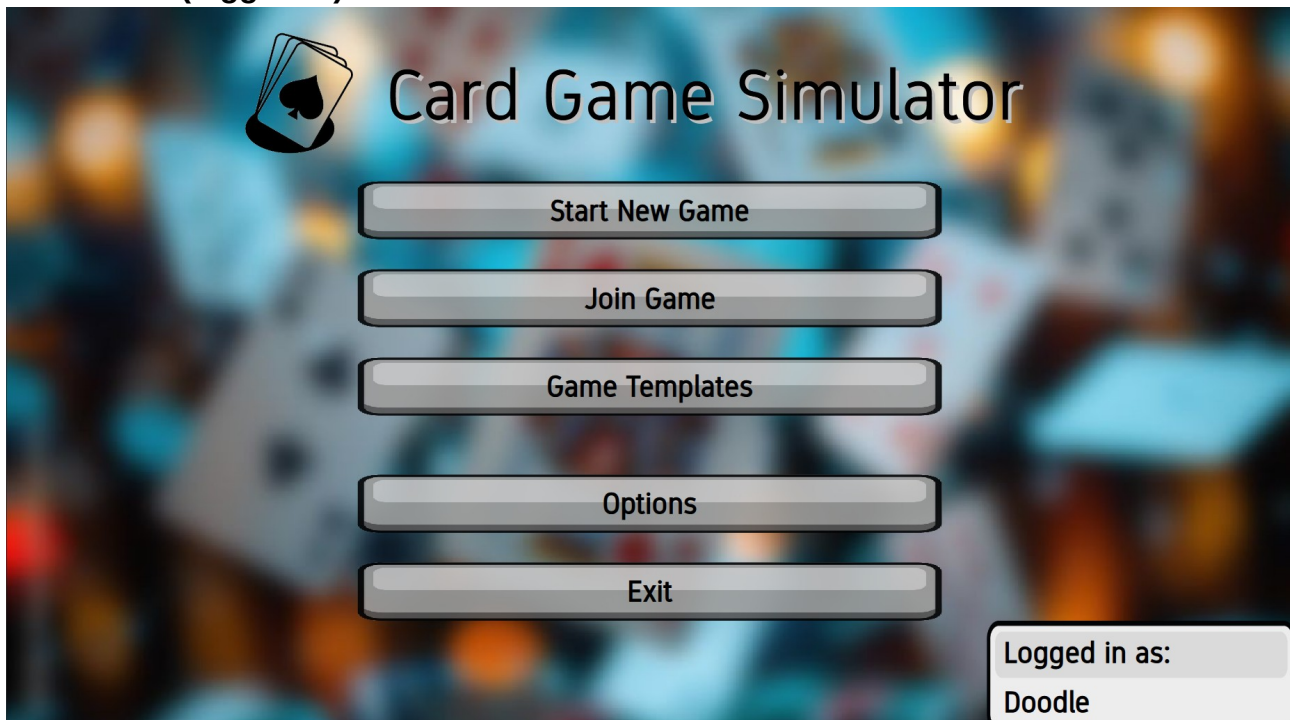 Card Game Simulator
Start New Game
Join Game
Game Templates
Options
Exit
Logged in as:
Doodle